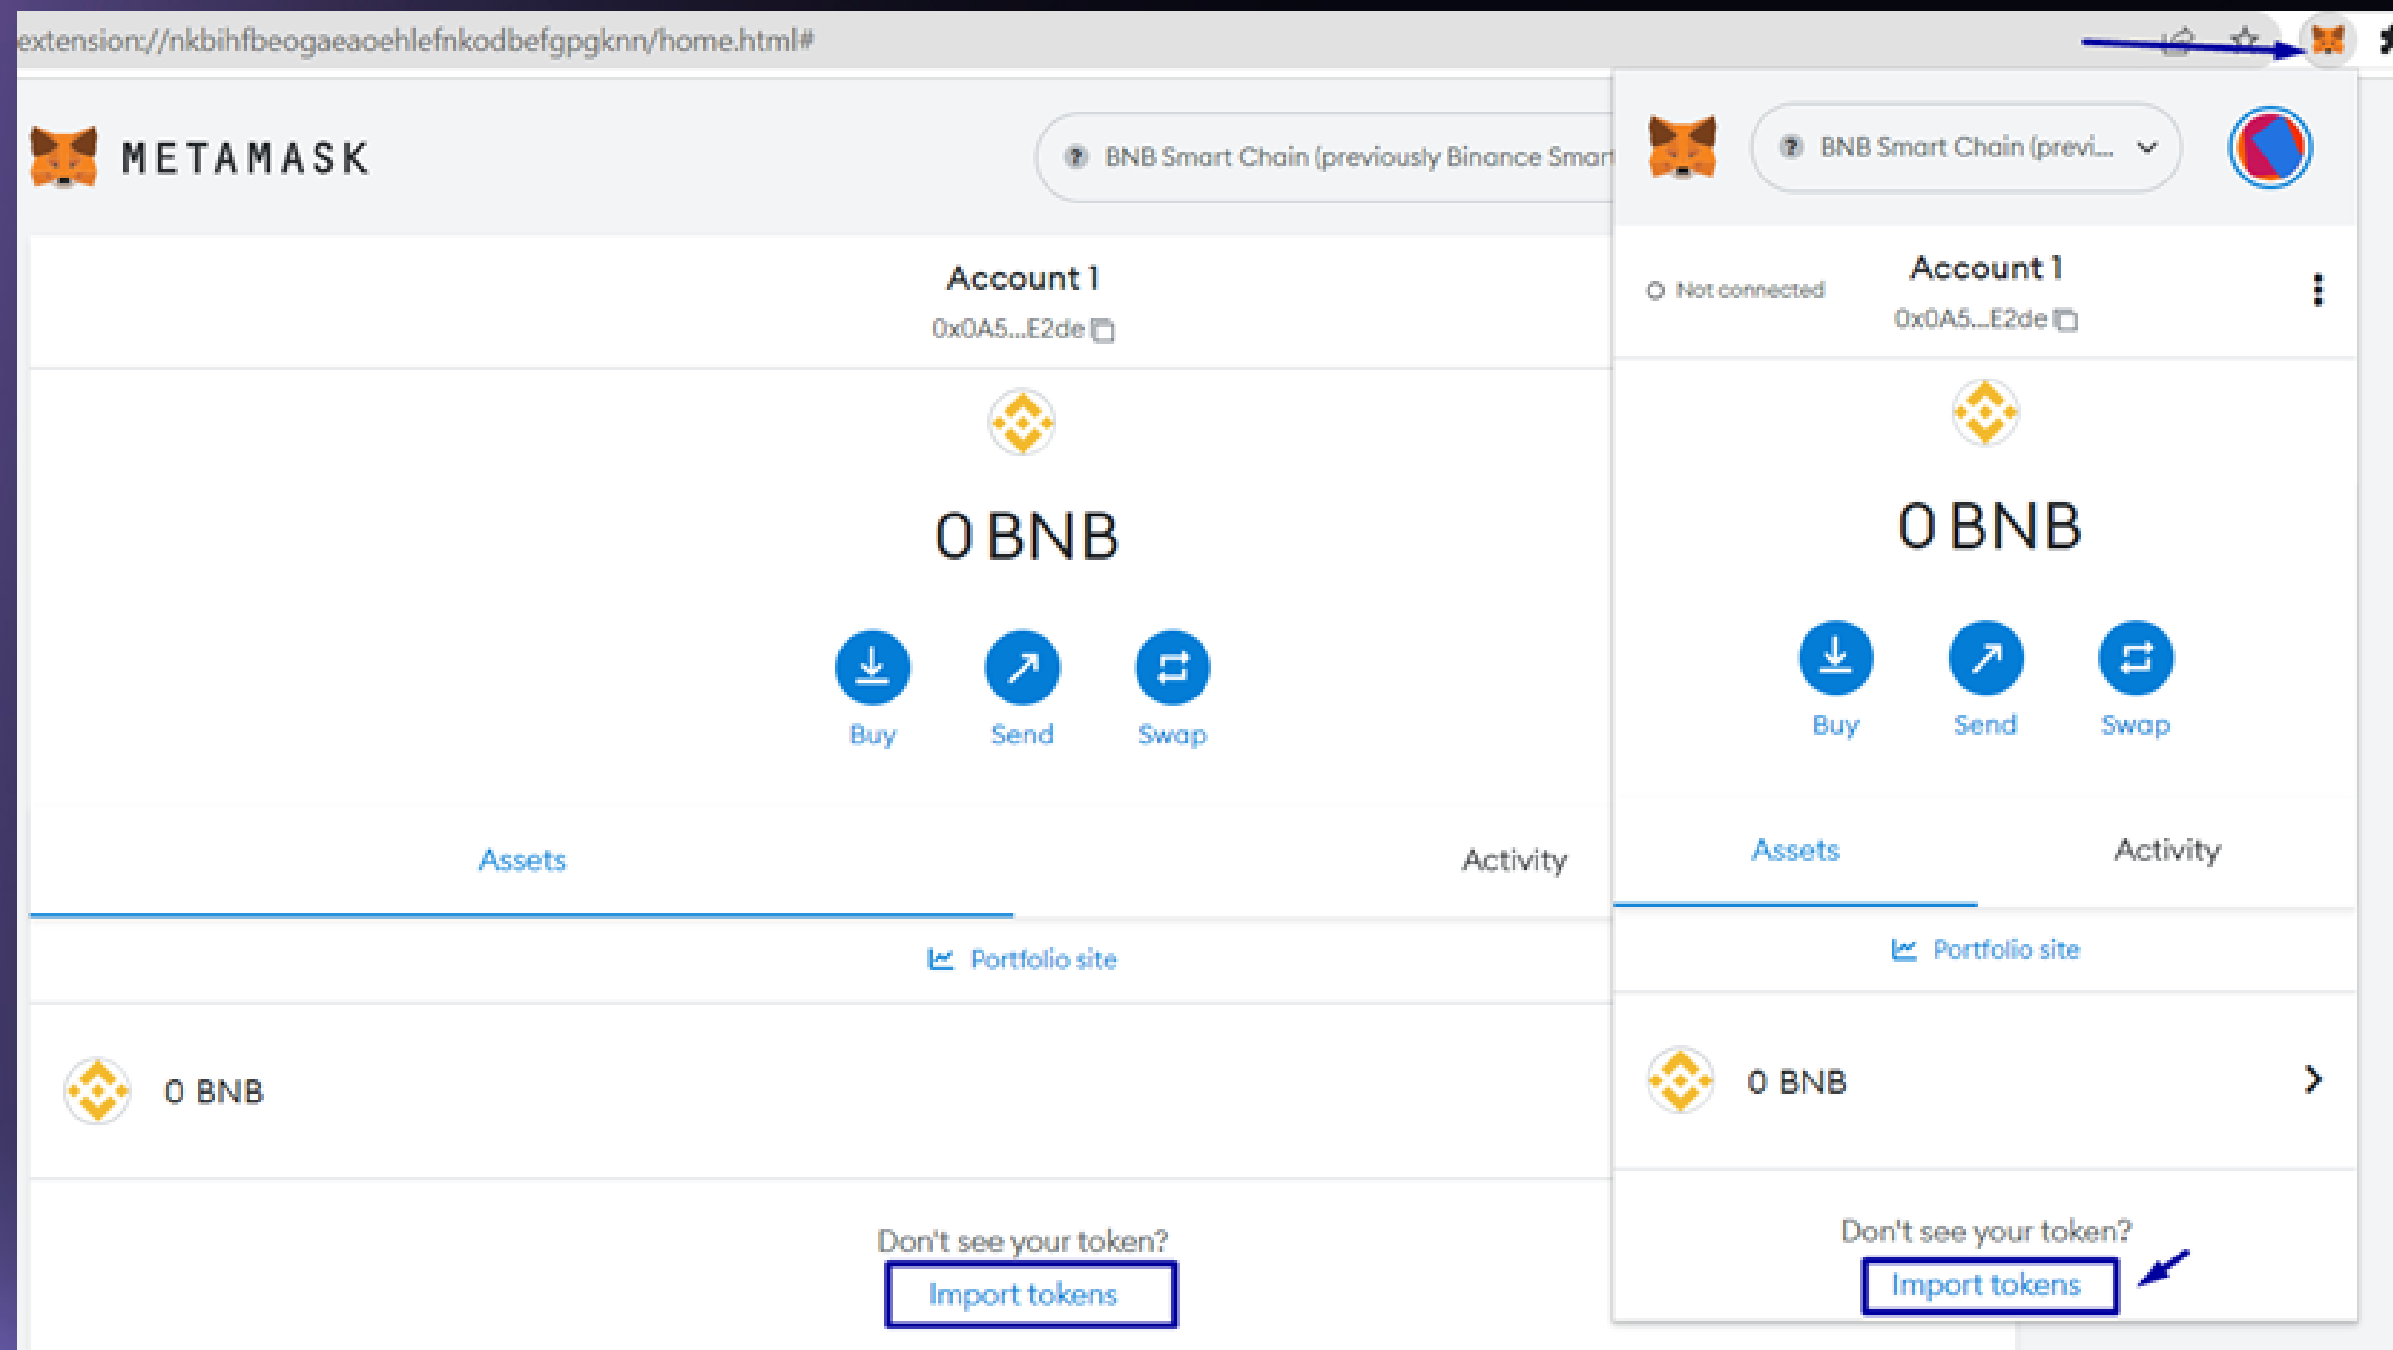 extension://nkbihfbeogaeaoehlefnkodbefgpgknn/home.html#
METAMASK
? BNB Smart Chain (previously Binance Smart
Account 1
0x0A5...E2de
0 BNB
Buy Send Swap
Assets Activity
Portfolio site
0 BNB
Don't see your token?
Import tokens
? BNB Smart Chain (previ...
Not connected
Account 1
0x0A5...E2de
0 BNB
Buy Send Swap
Assets Activity
Portfolio site
0 BNB
Don't see your token?
Import tokens